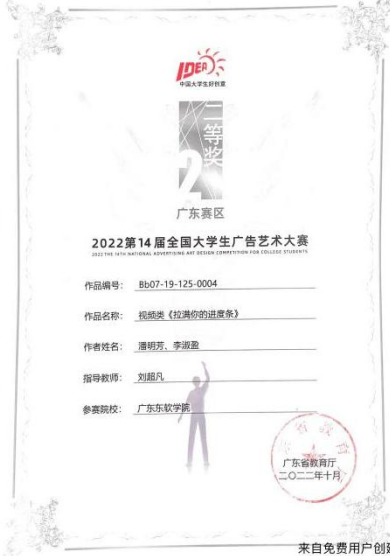 IDEA
中国大学生好创意
二等奖
2
广东赛区
2022第14届全国大学生广告艺术大赛
2022 THE 14TH NATIONAL ADVERTISING ART DESIGN COMPETITION FOR COLLEGE STUDENTS
作品编号： Bb07-19-125-0004
作品名称： 视频类《拉满你的进度条》
作者姓名： 潘明芳、李淑盈
指导教师： 刘超凡
参赛院校： 广东东软学院
广东省教育厅
二〇二二年十月
来自免费用户创建